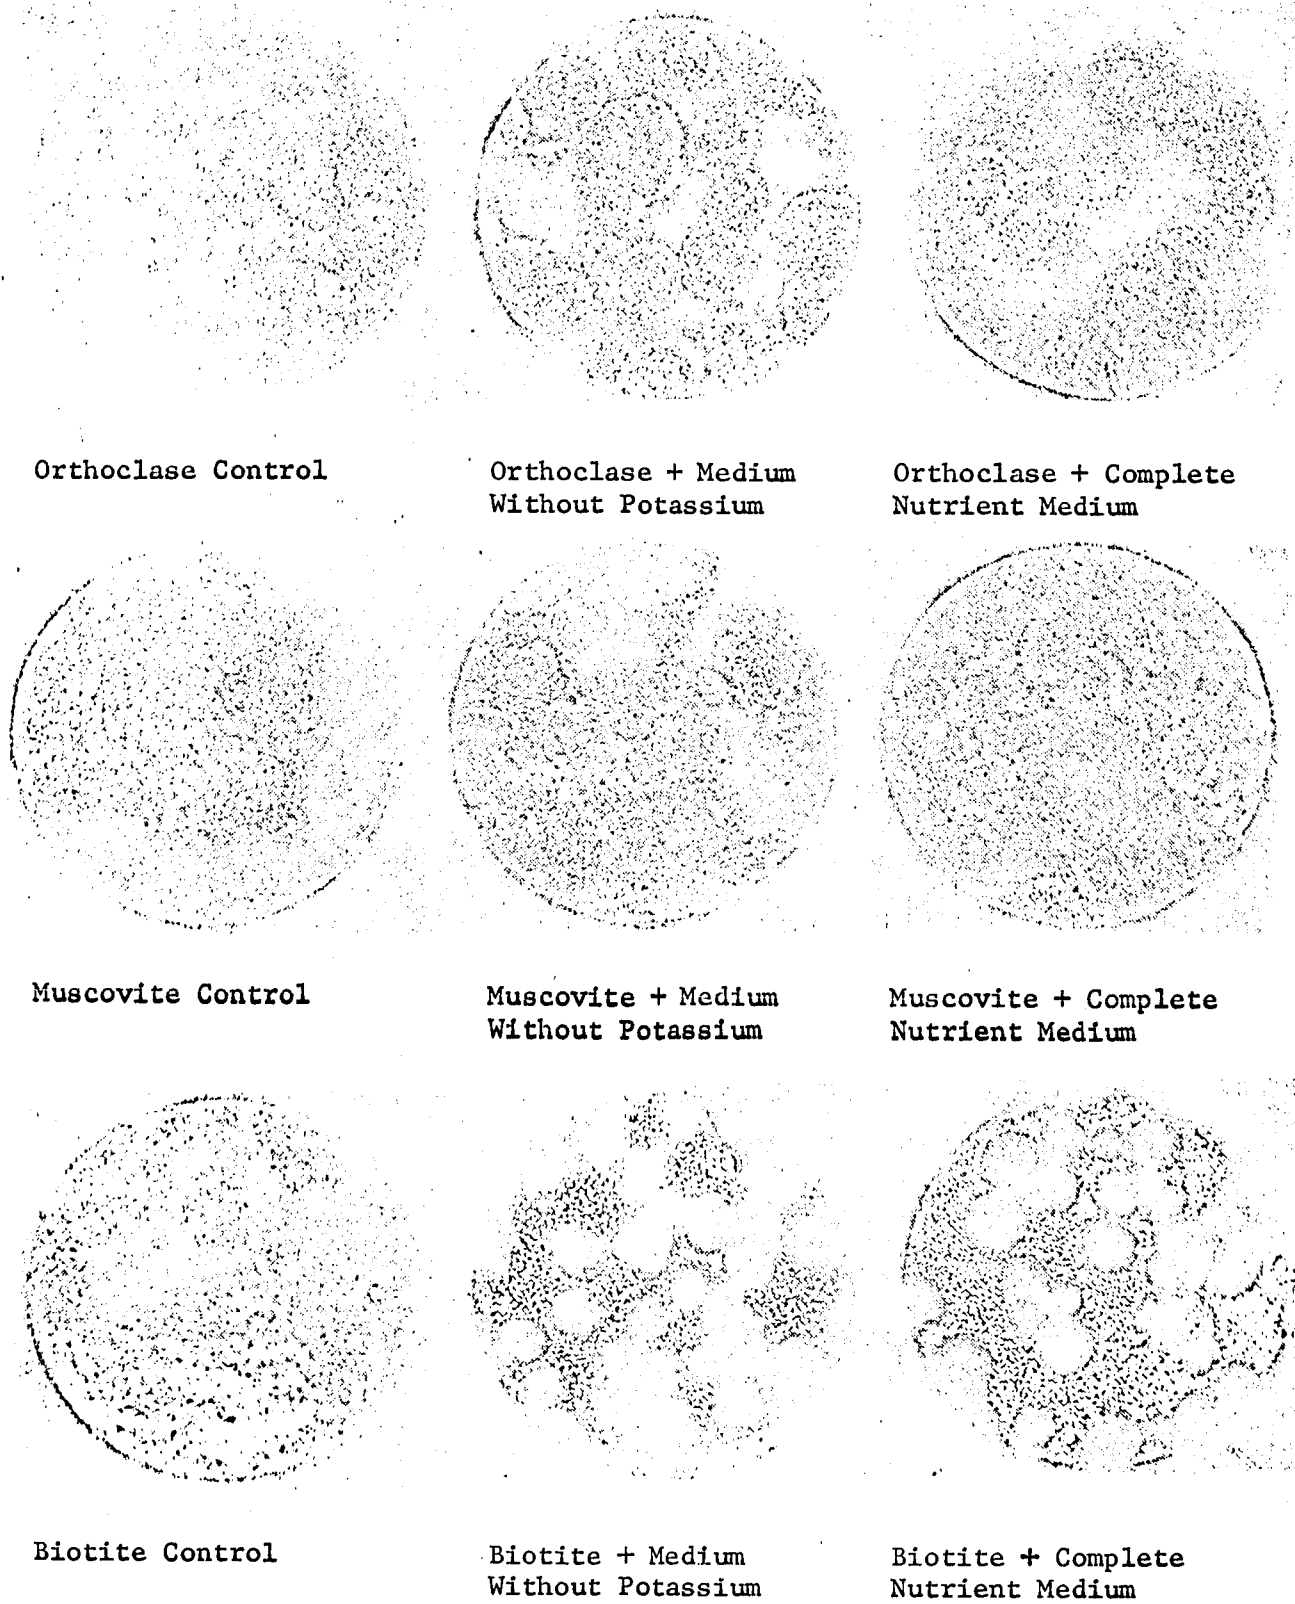 Orthoclase Control
Orthoclase + Medium
Without Potassium
Orthoclase + Complete
Nutrient Medium
Muscovite Control
Muscovite + Medium
Without Potassium
Muscovite + Complete
Nutrient Medium
Biotite Control
Biotite + Medium
Without Potassium
Biotite + Complete
Nutrient Medium